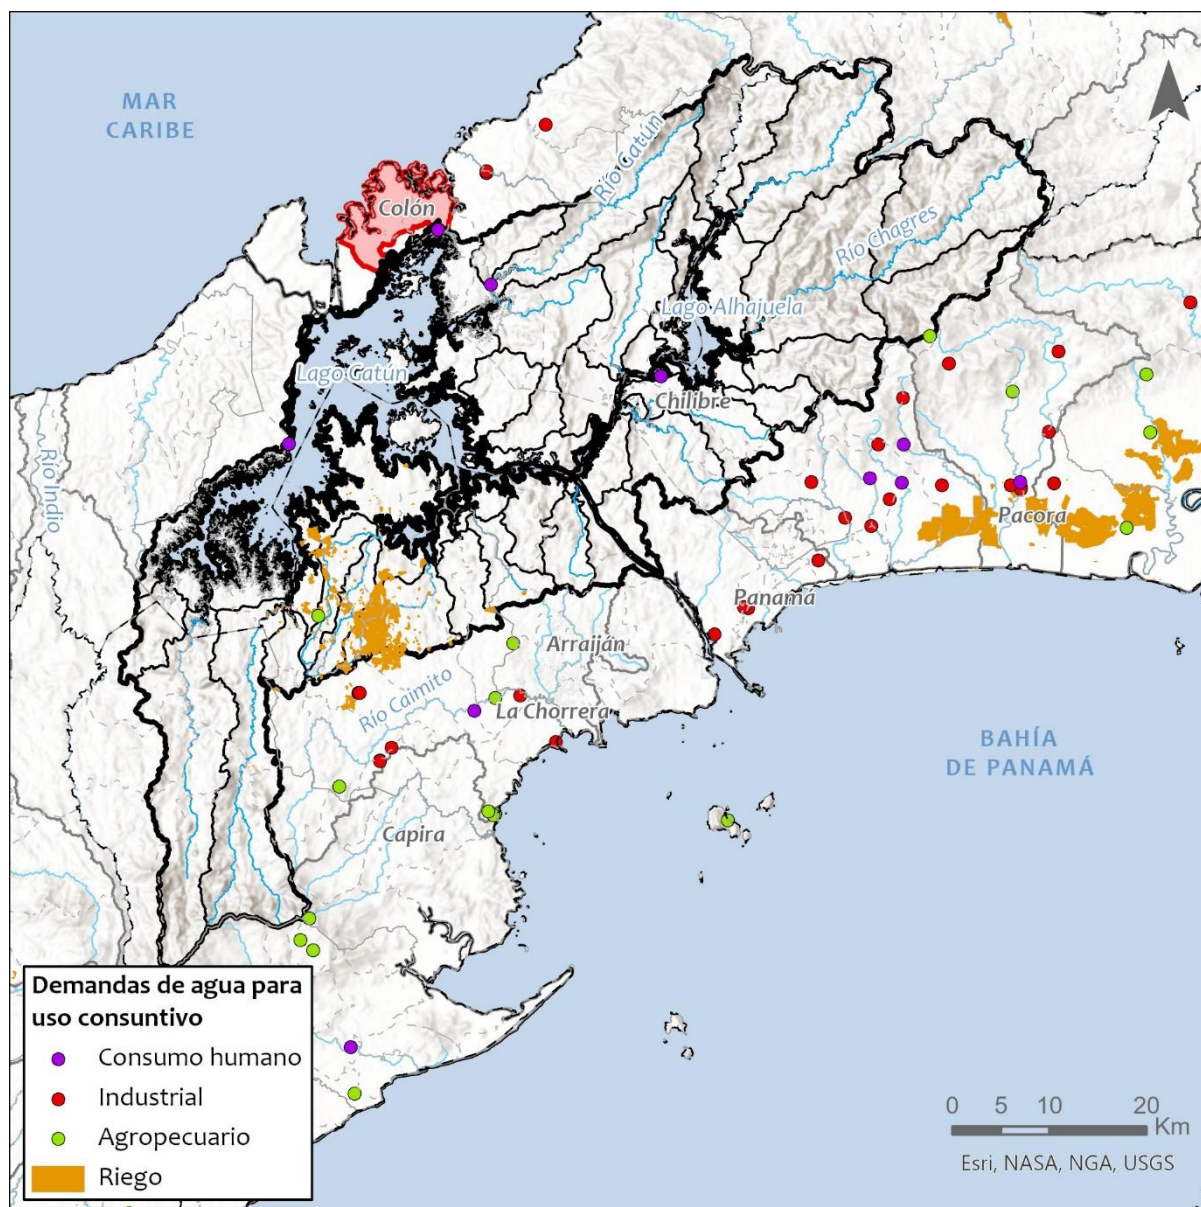 N
MAR
CARIBE
Río Gatún
Colón
Río Chagres
Lago Alhajuela
Lago Gatún
Chilibre
Río Indio
Pacora
Panamá
Arraiján
Río Caimito
La Chorrera
BAHÍA
DE PANAMÁ
Capira
Demandas de agua para
uso consuntivo
Consumo humano
Industrial
Agropecuario
Riego
0 5 10 20
Km
Esri, NASA, NGA, USGS